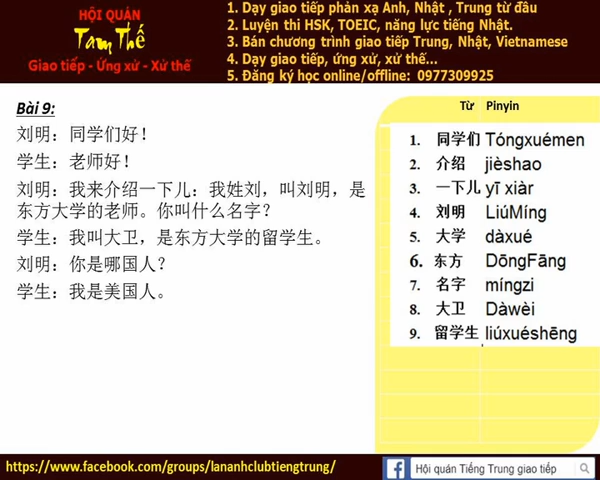 HỘI QUÁN
Tam Thế
Giao tiếp - Ứng xử - Xử thế
1. Dạy giao tiếp phản xạ Anh, Nhật , Trung từ đầu
2. Luyện thi HSK, TOEIC, năng lực tiếng Nhật.
3. Bán chương trình giao tiếp Trung, Nhật, Vietnamese
4. Dạy giao tiếp, ứng xử, xử thế...
5. Đăng ký học online/offline: 0977309925
Bài 9:
刘明：同学们好！
学生：老师好！
刘明：我来介绍一下儿：我姓刘，叫刘明，是
东方大学的老师。你叫什么名字？
学生：我叫大卫，是东方大学的留学生。
刘明：你是哪国人？
学生：我是美国人。
Từ Pinyin
1. 同学们 Tóngxuémen
2. 介绍 jièshao
3. 一下儿 yī xiàr
4. 刘明 LiúMíng
5. 大学 dàxué
6. 东方 DōngFāng
7. 名字 míngzi
8. 大卫 Dàwèi
9. 留学生 liúxuéshēng
https://www.facebook.com/groups/lananhclubtiengtrung/
f Hội quán Tiếng Trung giao tiếp